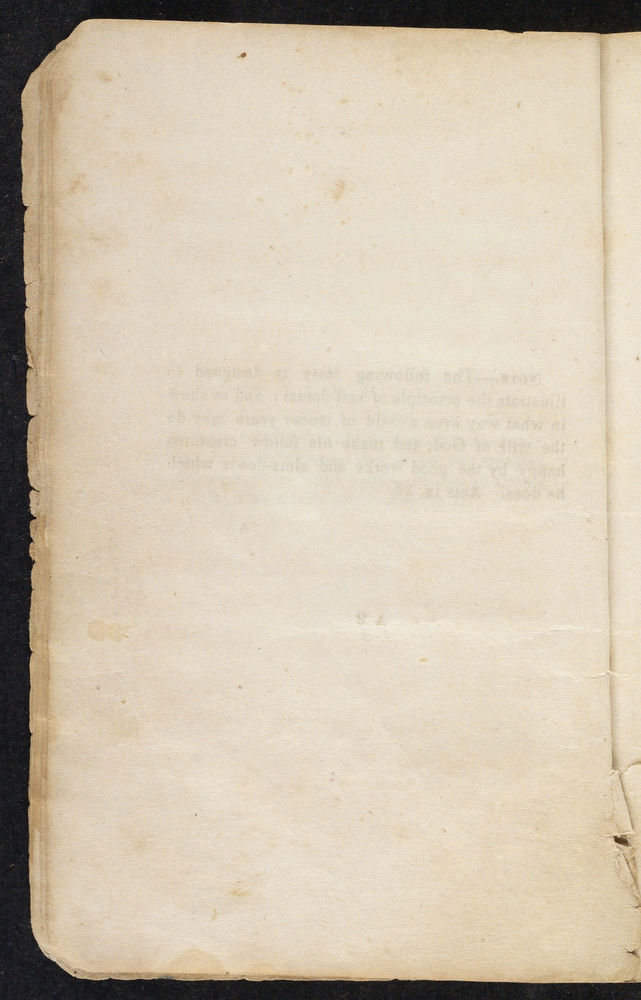 NOTE.—The following story is designed to
illustrate the principle of self-denial; and to show
in what way even a child of tender years may do
the will of God, and make his fellow creatures
happy by the good works and alms-deeds which
he does. Acts ix. 36
A 2